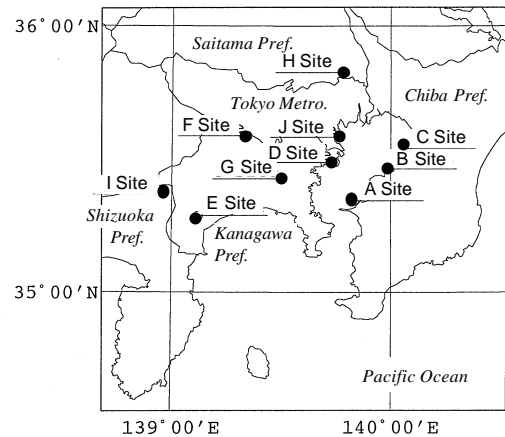 36°00'N
Saitama Pref.
H Site
Tokyo Metro.
Chiba Pref.
F Site
J Site
C Site
D Site
B Site
G Site
I Site
A Site
E Site
Shizuoka
Pref.
Kanagawa
Pref.
35°00'N
Pacific Ocean
139°00'E
140°00'E